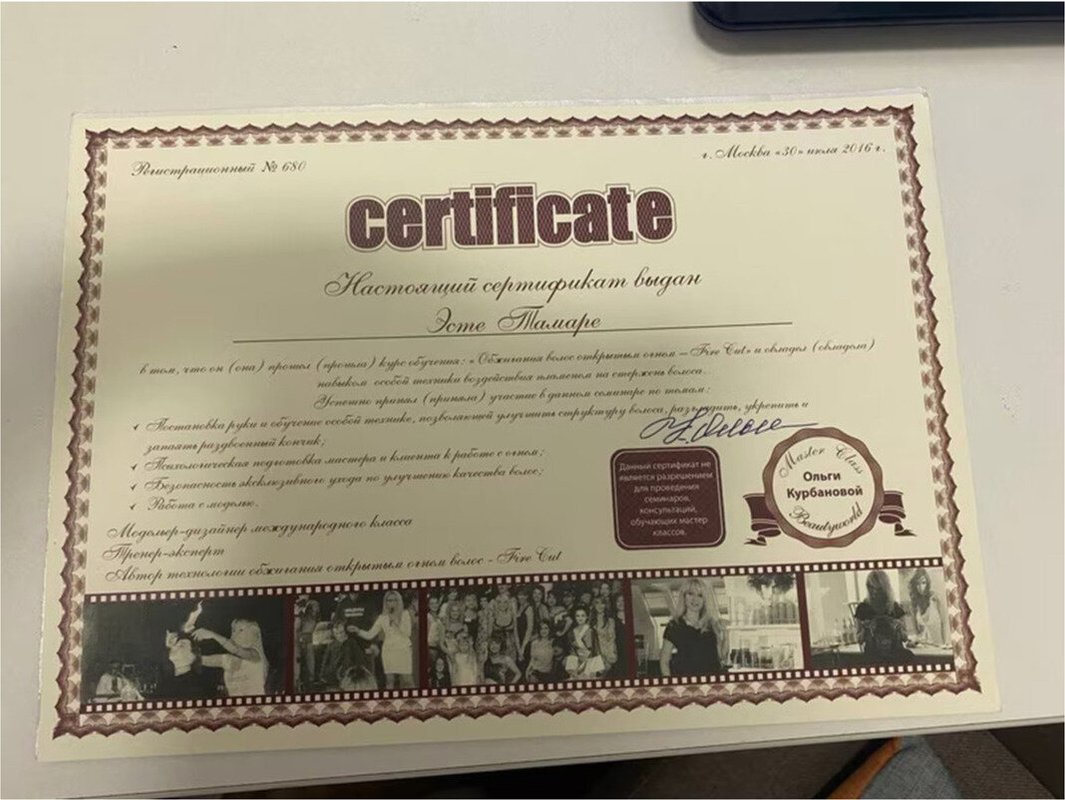 Регистрационный № 680
г. Москва «30» июля 2016 г.
certificate
Настоящий сертификат выдан
Эсте Тамаре
в том, что он (она) прошел (прошла) курс обучения: « Обжигания волос открытым огнем – Fire Cut» и овладел (овладела)
навыком особой техники воздействия пламенем на стержень волоса.
Успешно принял (приняла) участие в данном семинаре по темам:
✓ Постановка руки и обучение особой технике, позволяющей улучшить структуру волоса, разгладить, укрепить и
запаять раздвоенный кончик;
✓ Психологическая подготовка мастера и клиента к работе с огнем;
✓ Безопасность эксклюзивного ухода по улучшению качества волос;
✓ Работа с моделью.
Модельер-дизайнер международного класса
Тренер-эксперт
Автор технологии обжигания открытым огнем волос - Fire Cut
Данный сертификат не
является разрешением
для проведения
семинаров,
консультаций,
обучающих мастер
классов.
Master Class
Ольги
Курбановой
Beautyworld